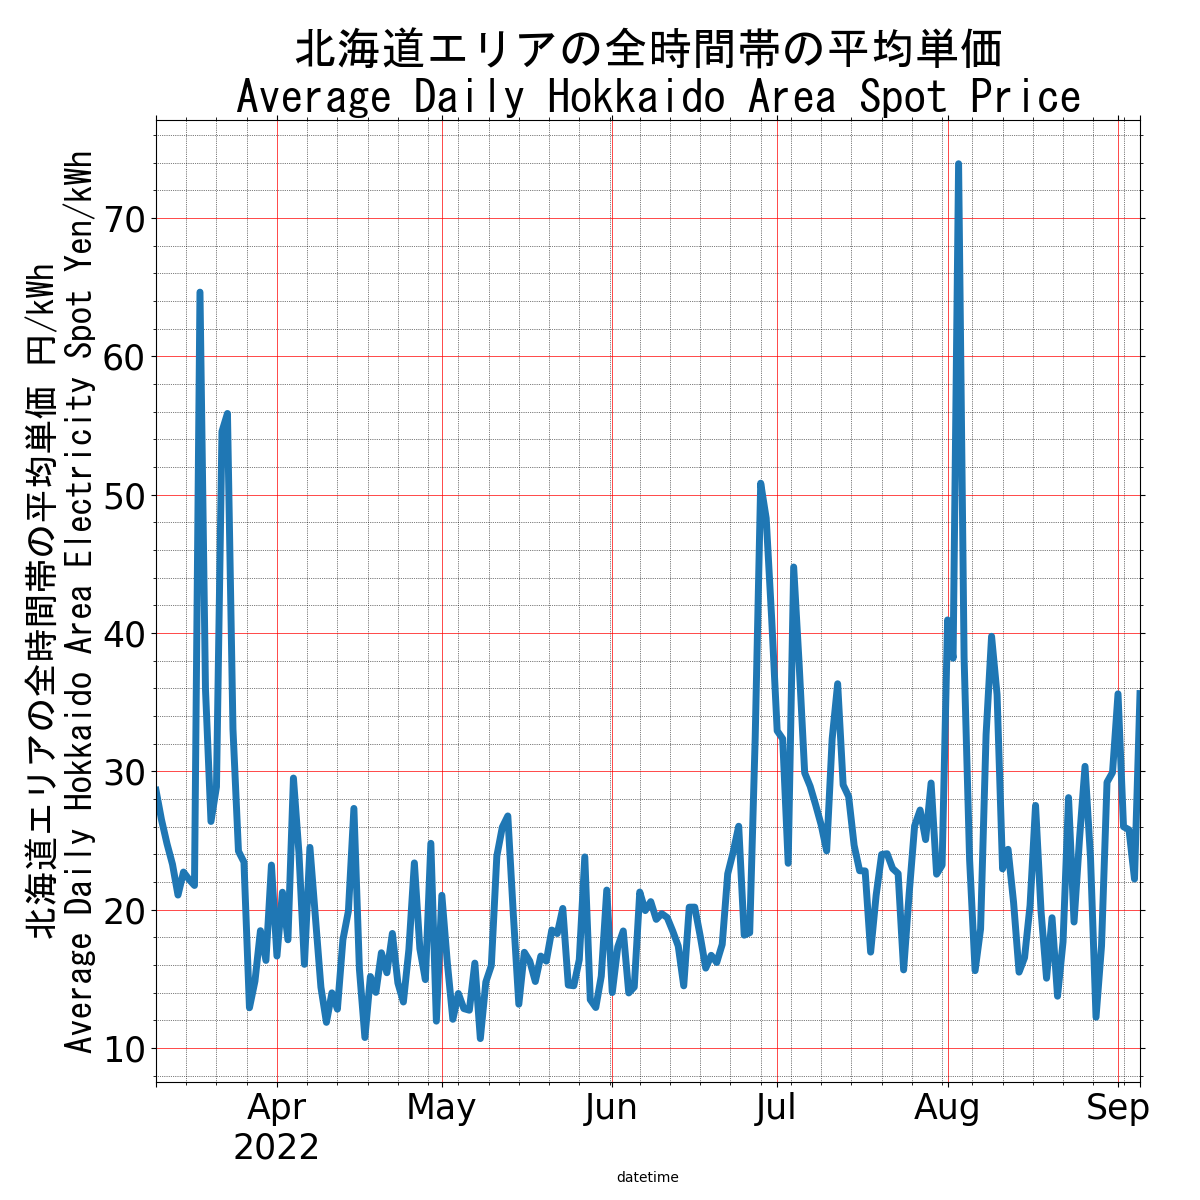 北海道エリアの全時間帯の平均単価
Average Daily Hokkaido Area Spot Price
北海道エリアの全時間帯の平均単価 円/kWh
Average Daily Hokkaido Area Electricity Spot Yen/kWh
70
60
50
40
30
20
10
Apr May Jun Jul Aug Sep
2022
datetime